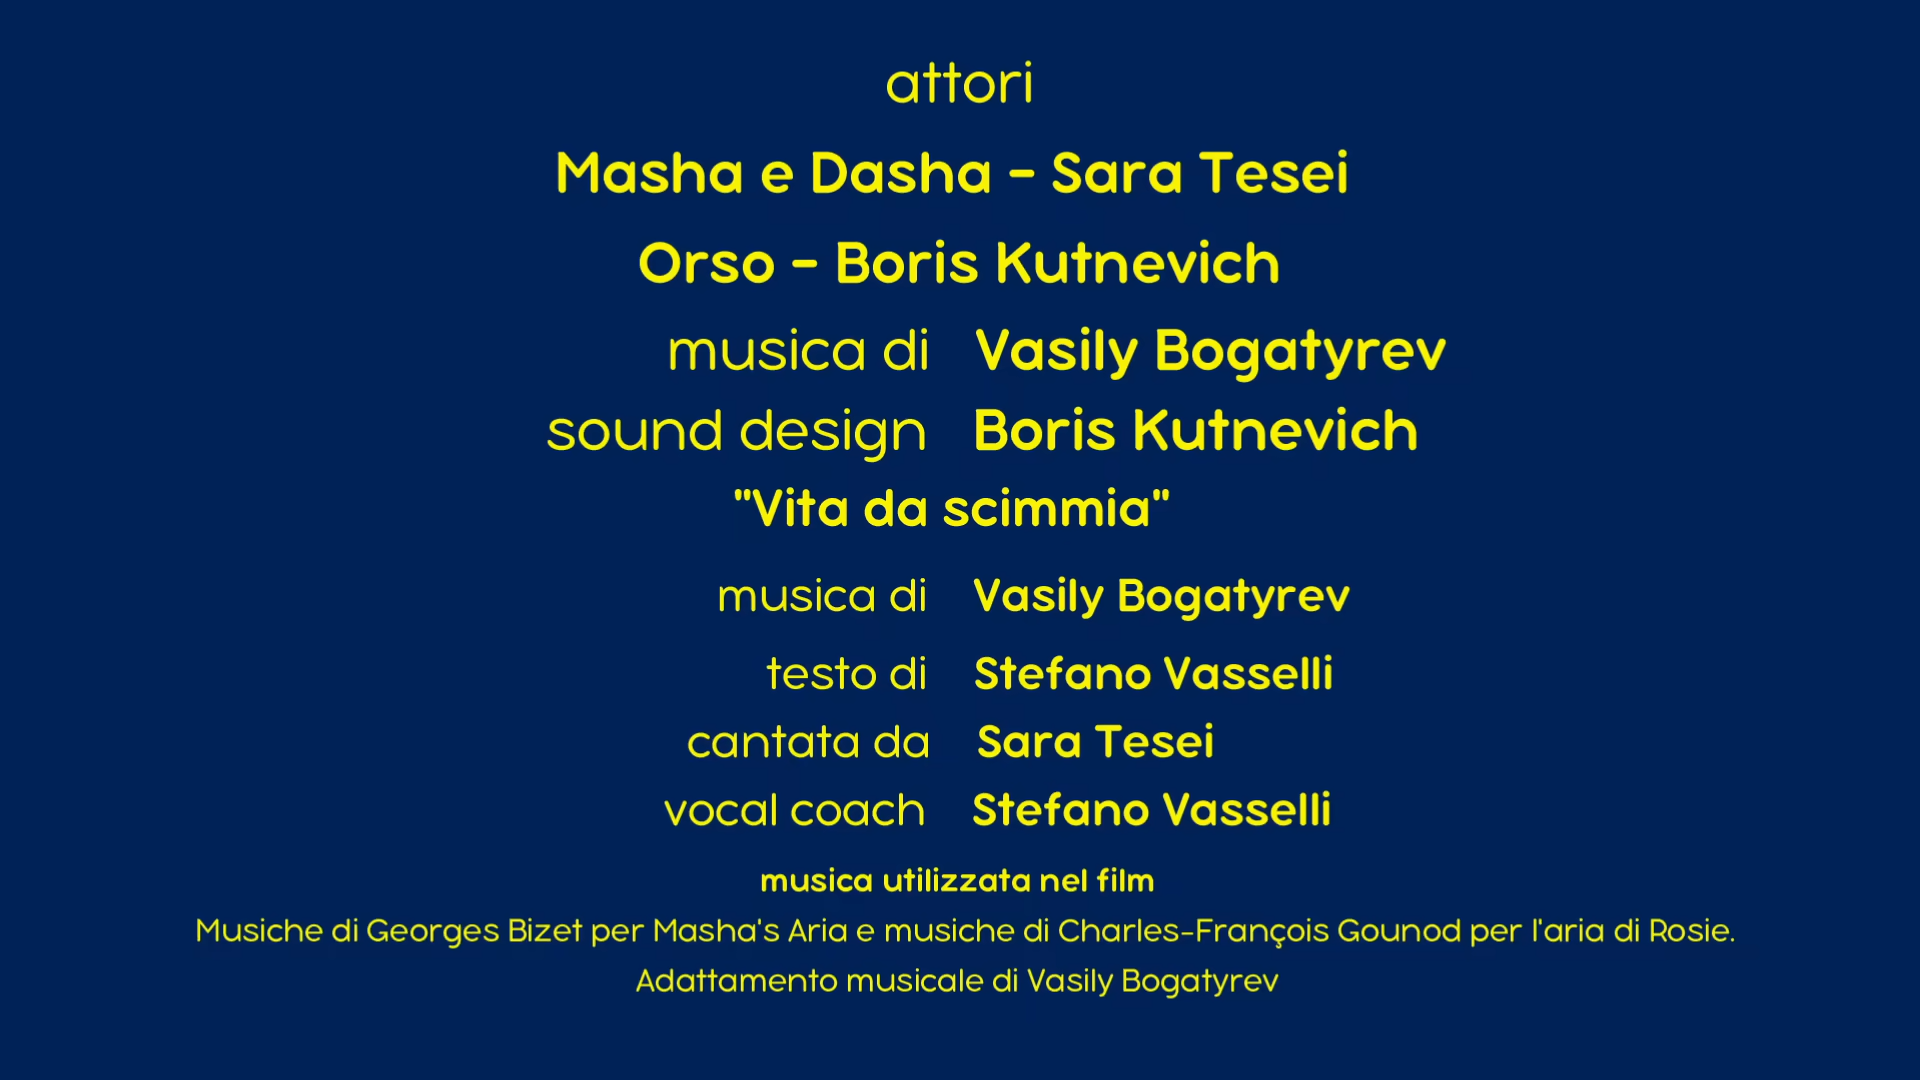 attori
Masha e Dasha - Sara Tesei
Orso - Boris Kutnevich
musica di Vasily Bogatyrev
sound design Boris Kutnevich
"Vita da scimmia"
musica di Vasily Bogatyrev
testo di Stefano Vasselli
cantata da Sara Tesei
vocal coach Stefano Vasselli
musica utilizzata nel film
Musiche di Georges Bizet per Masha's Aria e musiche di Charles-François Gounod per l'aria di Rosie.
Adattamento musicale di Vasily Bogatyrev